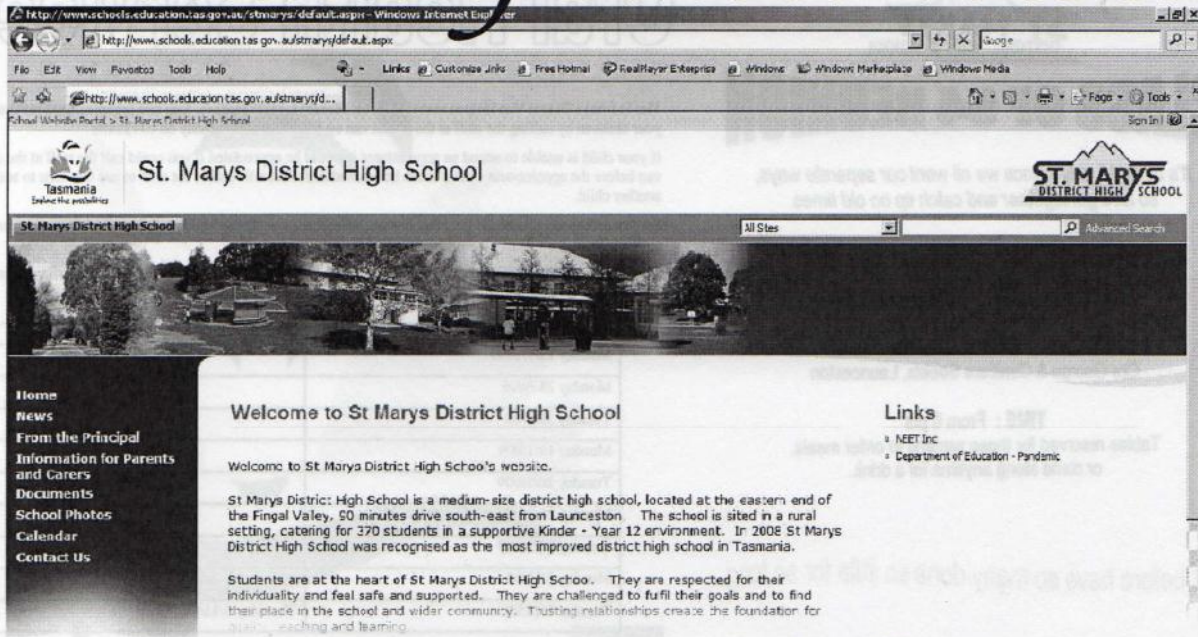 http://www.schools.education.tas.gov.au/stmarys/default.aspx - Windows Internet Explorer
http://www.schools.education.tas.gov.au/stmarys/default.aspx
Google
File Edit View Favorites Tools Help
Links Customize Links Free Hotmail RealPlayer Enterprise Windows Windows Marketplace Windows Media
http://www.schools.education.tas.gov.au/stmarys/d...
Page Tools
School Website Portal > St. Marys District High School
Sign In
Tasmania
Explore the possibilities
St. Marys District High School
ST. MARYS
DISTRICT HIGH SCHOOL
St. Marys District High School
All Sites
Advanced Search
Home
News
From the Principal
Information for Parents
and Carers
Documents
School Photos
Calendar
Contact Us
Welcome to St Marys District High School
Welcome to St Marys District High School's website.
St Marys District High School is a medium-size district high school, located at the eastern end of
the Fingal Valley, 90 minutes drive south-east from Launceston. The school is sited in a rural
setting, catering for 370 students in a supportive Kinder - Year 12 environment. In 2008 St Marys
District High School was recognised as the most improved district high school in Tasmania.
Students are at the heart of St Marys District High School. They are respected for their
individuality and feel safe and supported. They are challenged to fulfil their goals and to find
their place in the school and wider community. Trusting relationships create the foundation for
teaching and learning.
Links
NEET Inc
Department of Education - Pandemic